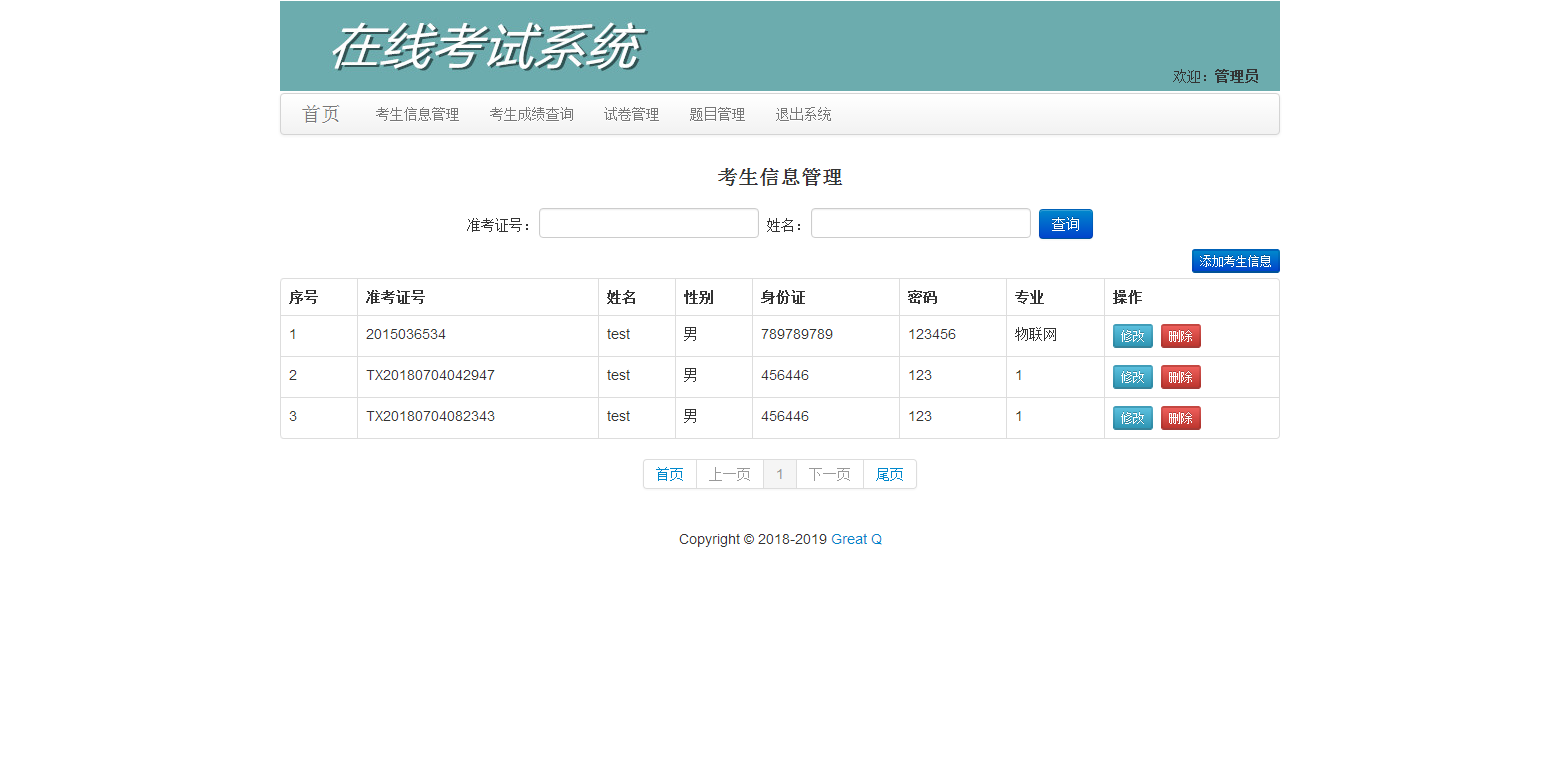 在线考试系统
欢迎：管理员
首页 考生信息管理 考生成绩查询 试卷管理 题目管理 退出系统
考生信息管理
准考证号： 姓名： 查询
添加考生信息
序号 准考证号 姓名 性别 身份证 密码 专业 操作
1 2015036534 test 男 789789789 123456 物联网 修改 删除
2 TX20180704042947 test 男 456446 123 1 修改 删除
3 TX20180704082343 test 男 456446 123 1 修改 删除
首页 上一页 1 下一页 尾页
Copyright © 2018-2019 Great Q